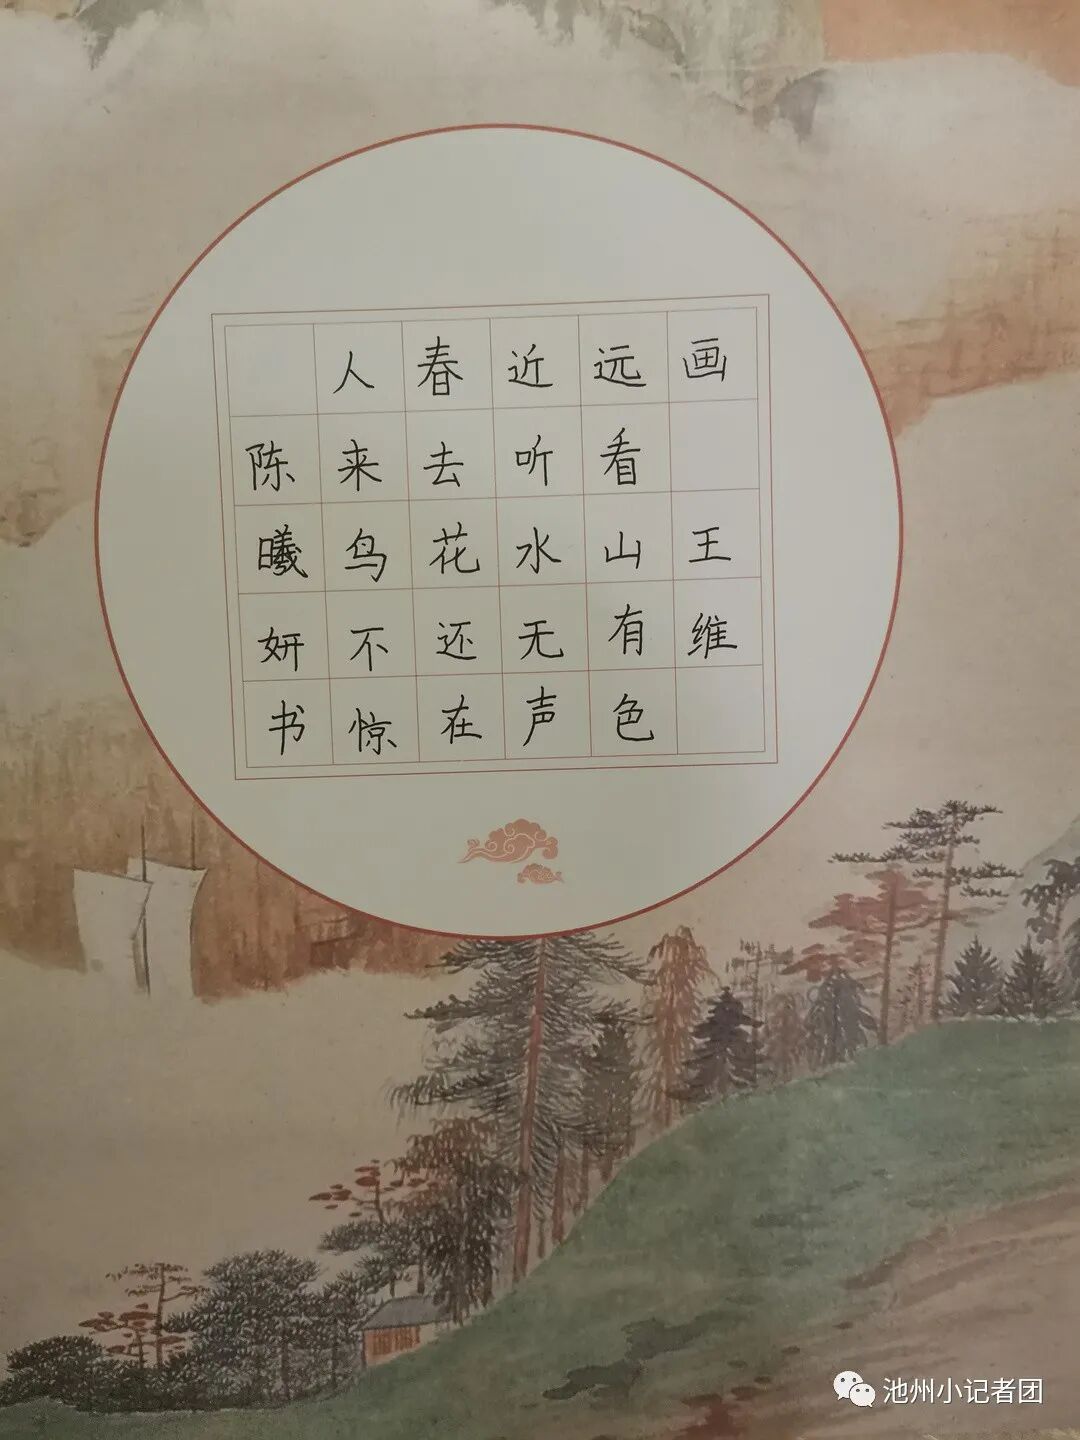 画
王维
远看山有色
近听水无声
春去花还在
人来鸟不惊
陈曦妍书
池州小记者团